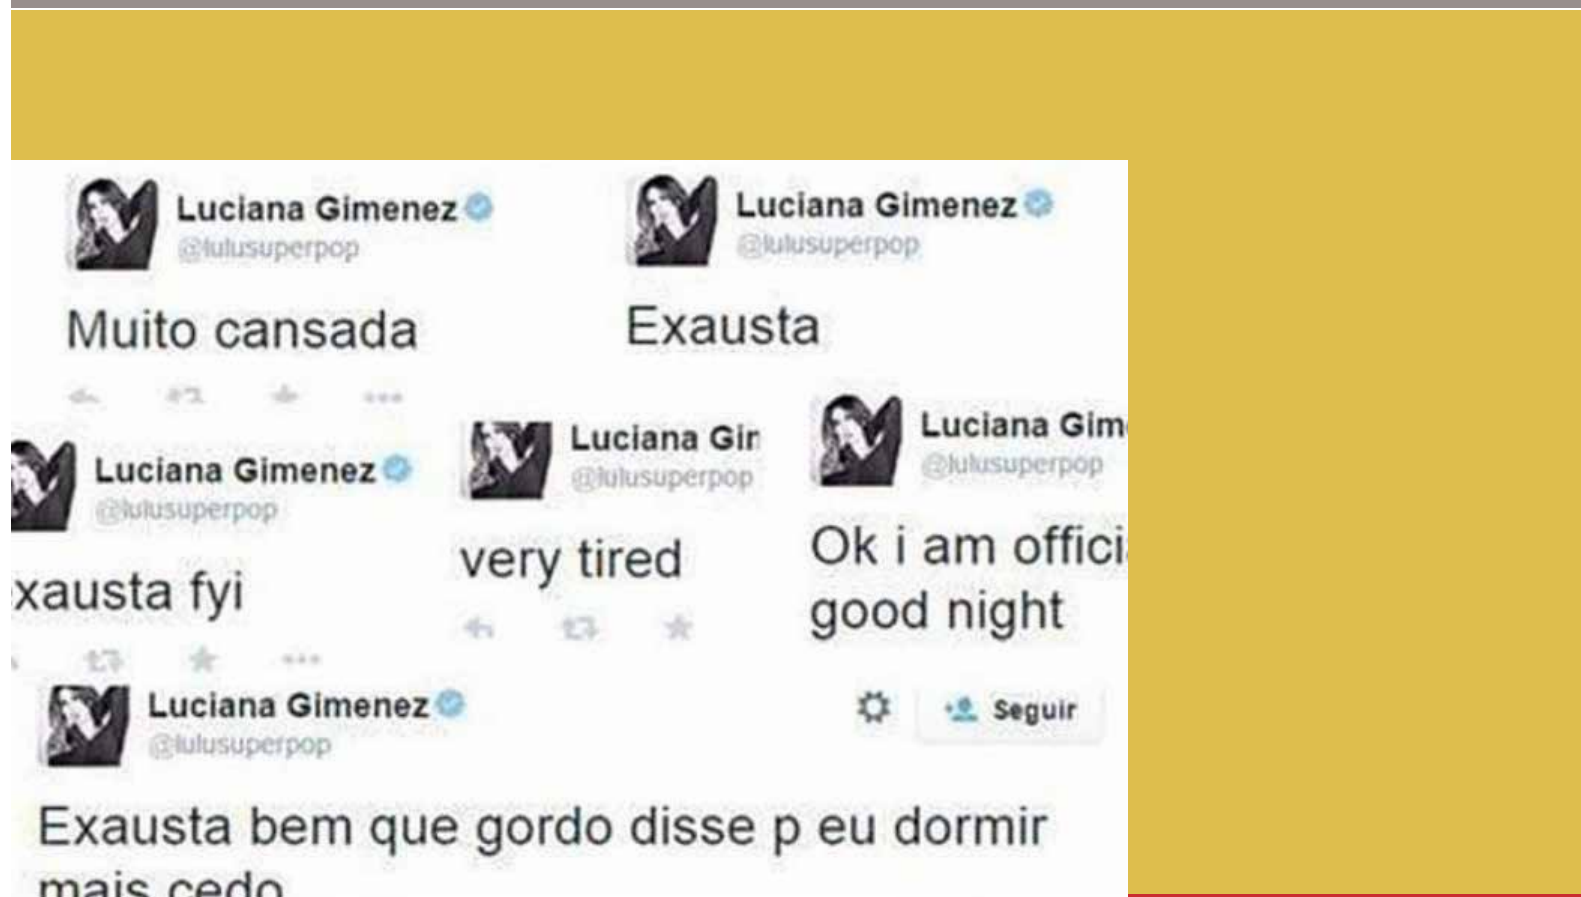 Luciana Gimenez
@lulusuperpop
Muito cansada
Luciana Gimenez
@lulusuperpop
Exausta
Luciana Gimenez
@lulusuperpop
xausta fyi
Luciana Gin
@lulusuperpop
very tired
Luciana Gim
@lulusuperpop
Ok i am offici
good night
Luciana Gimenez
@lulusuperpop
Seguir
Exausta bem que gordo disse p eu dormir
mais cedo